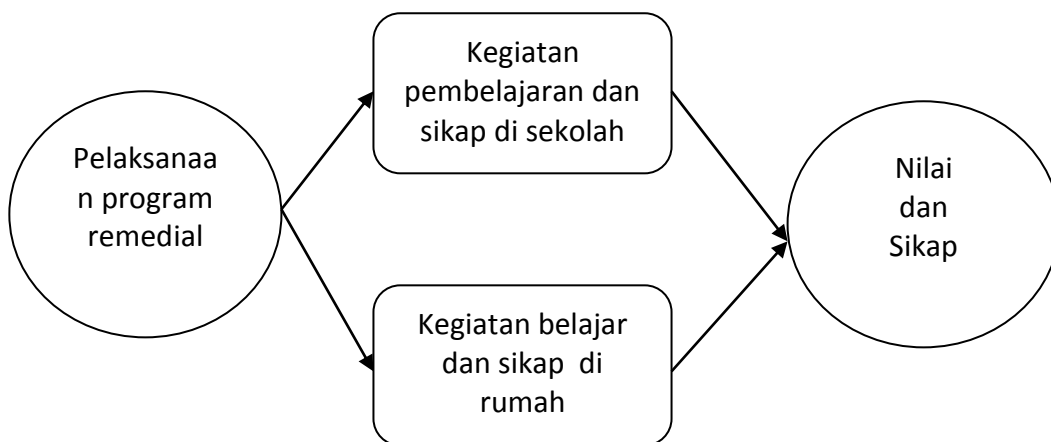 Kegiatan
pembelajaran dan
sikap di sekolah
Pelaksanaa
n program
remedial
Nilai
dan
Sikap
Kegiatan belajar
dan sikap  di
rumah